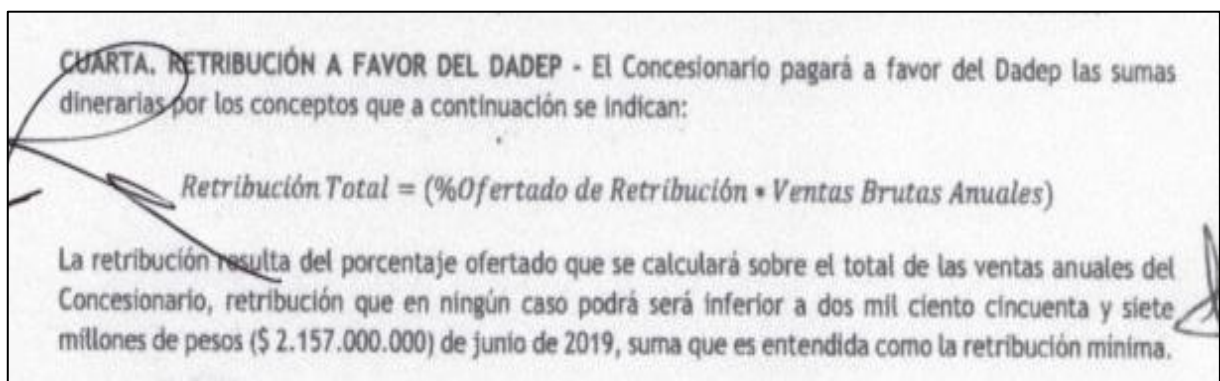 CUARTA. RETRIBUCIÓN A FAVOR DEL DADEP - El Concesionario pagará a favor del Dadep las sumas
dinerarias por los conceptos que a continuación se indican:
Retribución Total = (%Ofertado de Retribución * Ventas Brutas Anuales)
La retribución resulta del porcentaje ofertado que se calculará sobre el total de las ventas anuales del
Concesionario, retribución que en ningún caso podrá será inferior a dos mil ciento cincuenta y siete
millones de pesos ($ 2.157.000.000) de junio de 2019, suma que es entendida como la retribución mínima.